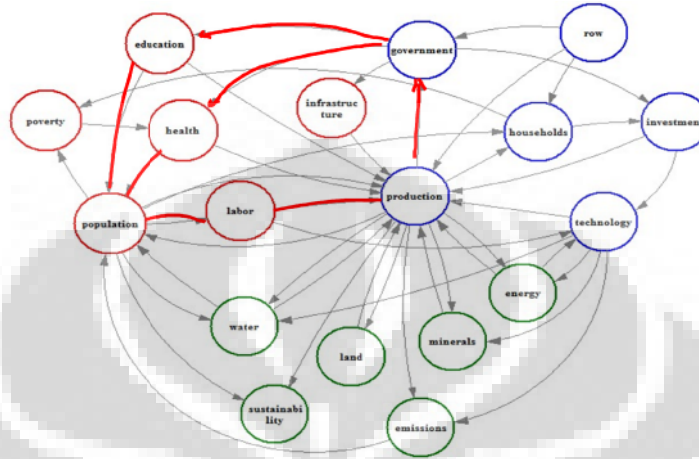 education
government
row
poverty
health
infrastruc
ture
households
investment
population
labor
production
technology
water
land
minerals
energy
sustainabi
lity
emissions